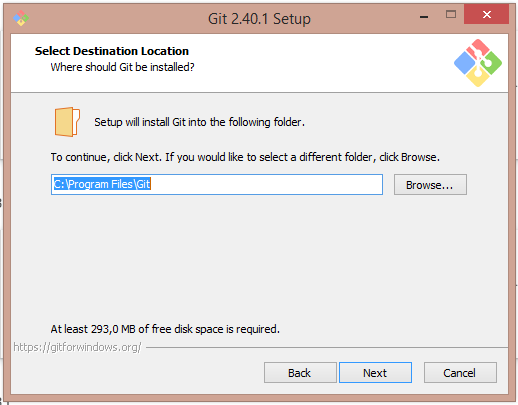 Git 2.40.1 Setup
Select Destination Location
Where should Git be installed?
Setup will install Git into the following folder.
To continue, click Next. If you would like to select a different folder, click Browse.
C:\Program Files\Git
Browse...
At least 293,0 MB of free disk space is required.
https://gitforwindows.org/
Back
Next
Cancel